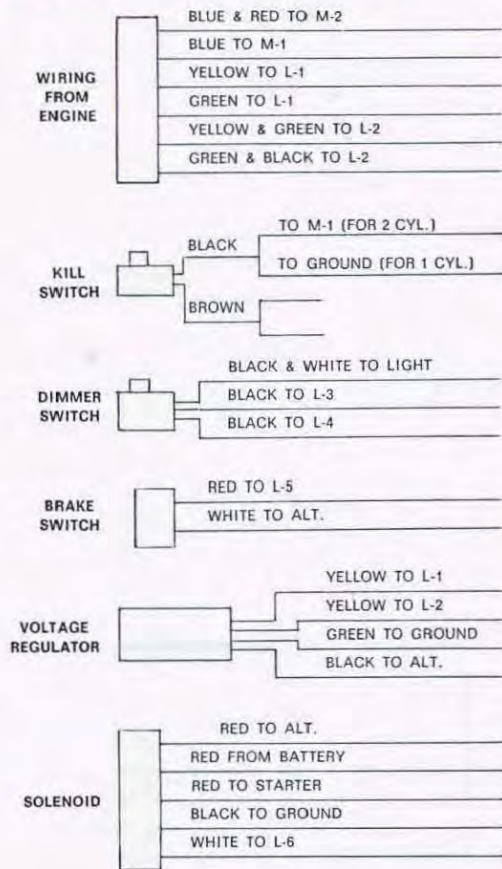 WIRING
FROM
ENGINE
BLUE & RED TO M-2
BLUE TO M-1
YELLOW TO L-1
GREEN TO L-1
YELLOW & GREEN TO L-2
GREEN & BLACK TO L-2
KILL
SWITCH
BLACK
TO M-1 (FOR 2 CYL.)
TO GROUND (FOR 1 CYL.)
BROWN
DIMMER
SWITCH
BLACK & WHITE TO LIGHT
BLACK TO L-3
BLACK TO L-4
BRAKE
SWITCH
RED TO L-5
WHITE TO ALT.
VOLTAGE
REGULATOR
YELLOW TO L-1
YELLOW TO L-2
GREEN TO GROUND
BLACK TO ALT.
SOLENOID
RED TO ALT.
RED FROM BATTERY
RED TO STARTER
BLACK TO GROUND
WHITE TO L-6